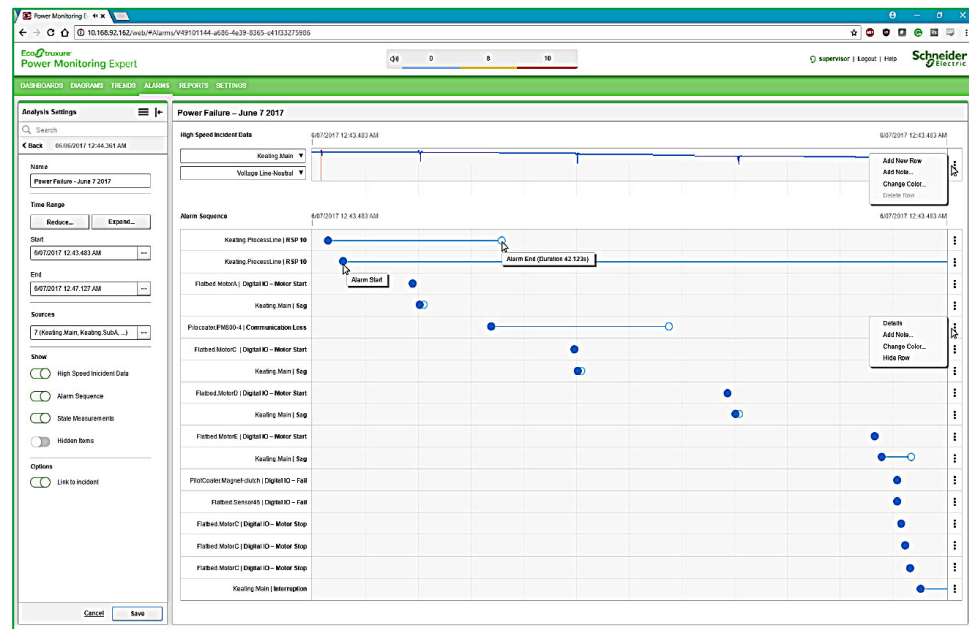 Power Monitoring E
10.168.92.162/web/#Alarms/V49101144-a686-4e39-8365-c41f33275986
EcoStruxure
Power Monitoring Expert
0 8 10
supervisor | Logout | Help
Schneider Electric
DASHBOARDS DIAGRAMS TRENDS ALARMS REPORTS SETTINGS
Analysis Settings
Search
Back 06/06/2017 12:44.361 AM
Name
Power Failure - June 7 2017
Time Range
Reduce... Expand...
Start
6/07/2017 12.43.483 AM ...
End
6/07/2017 12.47.127 AM ...
Sources
7 (Keating.Main, Keating.SubA, ...) ...
Show
High Speed Incident Data
Alarm Sequence
Stale Measurements
Hidden Items
Options
Link to incident
Cancel Save
Power Failure – June 7 2017
High Speed Incident Data 6/07/2017 12.43.483 AM 6/07/2017 12.43.483 AM
Keating.Main
Voltage Line-Neutral
Add New Row
Add Note...
Change Color...
Delete Row
Alarm Sequence 6/07/2017 12.43.483 AM 6/07/2017 12.43.483 AM
Keating.ProcessLine | RSP 10
Alarm End (Duration 42.123s)
Keating.ProcessLine | RSP 10
Alarm Start
Flatbed.MotorA | Digital IO – Motor Start
Keating.Main | Sag
Pilocoater.PM800-4 | Communication Loss
Details
Add Note...
Change Color...
Hide Row
Flatbed.MotorC | Digital IO – Motor Start
Keating.Main | Sag
Flatbed.MotorD | Digital IO – Motor Start
Keating.Main | Sag
Flatbed.MotorE | Digital IO – Motor Start
Keating.Main | Sag
PilotCoater.Magnet-clutch | Digital IO – Fail
Flatbed.Sensor45 | Digital IO – Fail
Flatbed.MotorC | Digital IO – Motor Stop
Flatbed.MotorC | Digital IO – Motor Stop
Flatbed.MotorC | Digital IO – Motor Stop
Keating.Main | Interruption